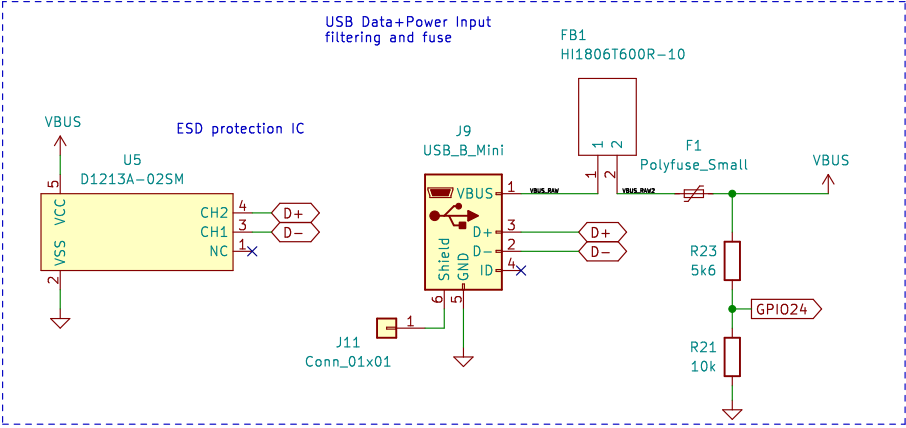 USB Data+Power Input
filtering and fuse
FB1
HI1806T600R-10
1
2
1
2
VBUS
ESD protection IC
U5
D1213A-02SM
5
VCC
VSS
2
CH2
4
D+
CH1
3
D-
NC
1
J9
USB_B_Mini
VBUS
1
VBUS_RAW
VBUS_RAW2
D+
3
D+
D-
2
D-
ID
4
Shield
GND
6
5
J11
Conn_01x01
1
F1
Polyfuse_Small
VBUS
R23
5k6
GPIO24
R21
10k